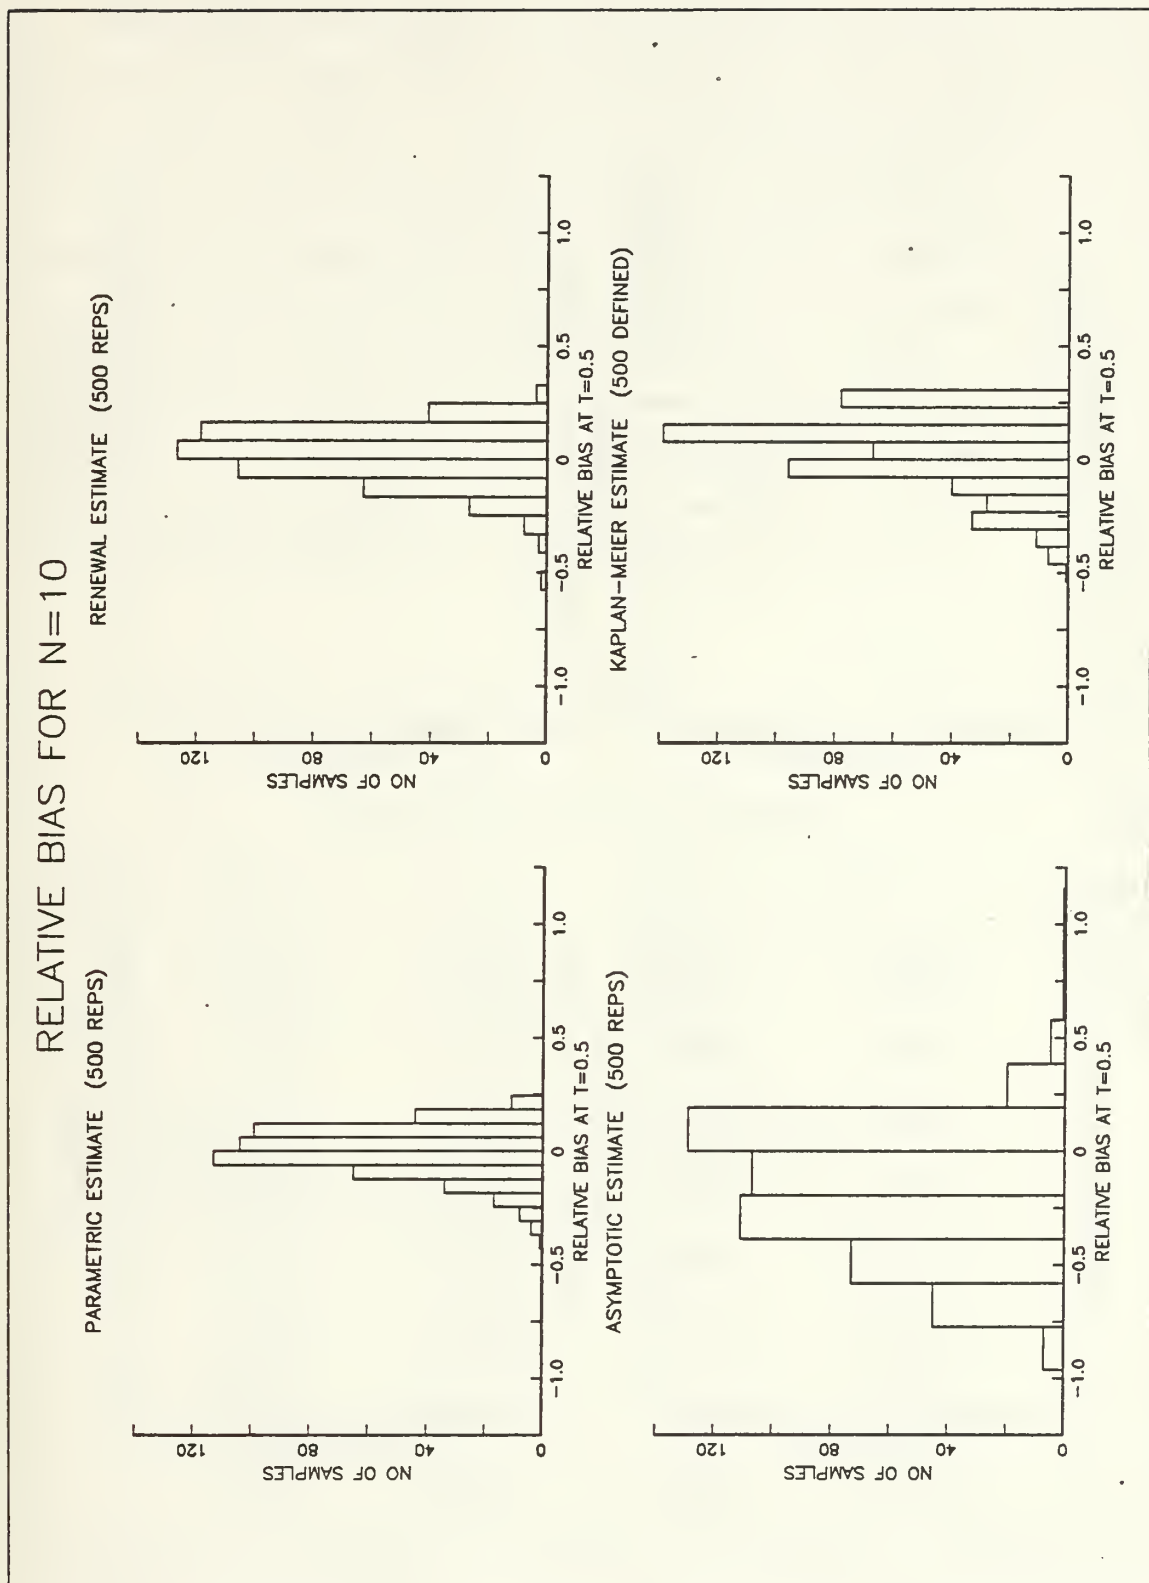 RELATIVE BIAS FOR N=10
PARAMETRIC ESTIMATE (500 REPS)
NO OF SAMPLES
120
80
40
0
-1.0
-0.5
0
0.5
1.0
RELATIVE BIAS AT T=0.5
RENEWAL ESTIMATE (500 REPS)
NO OF SAMPLES
120
80
40
0
-1.0
-0.5
0
0.5
1.0
RELATIVE BIAS AT T=0.5
ASYMPTOTIC ESTIMATE (500 REPS)
NO OF SAMPLES
120
80
40
0
-1.0
-0.5
0
0.5
1.0
RELATIVE BIAS AT T=0.5
KAPLAN-MEIER ESTIMATE (500 DEFINED)
NO OF SAMPLES
120
80
40
0
-1.0
-0.5
0
0.5
1.0
RELATIVE BIAS AT T=0.5